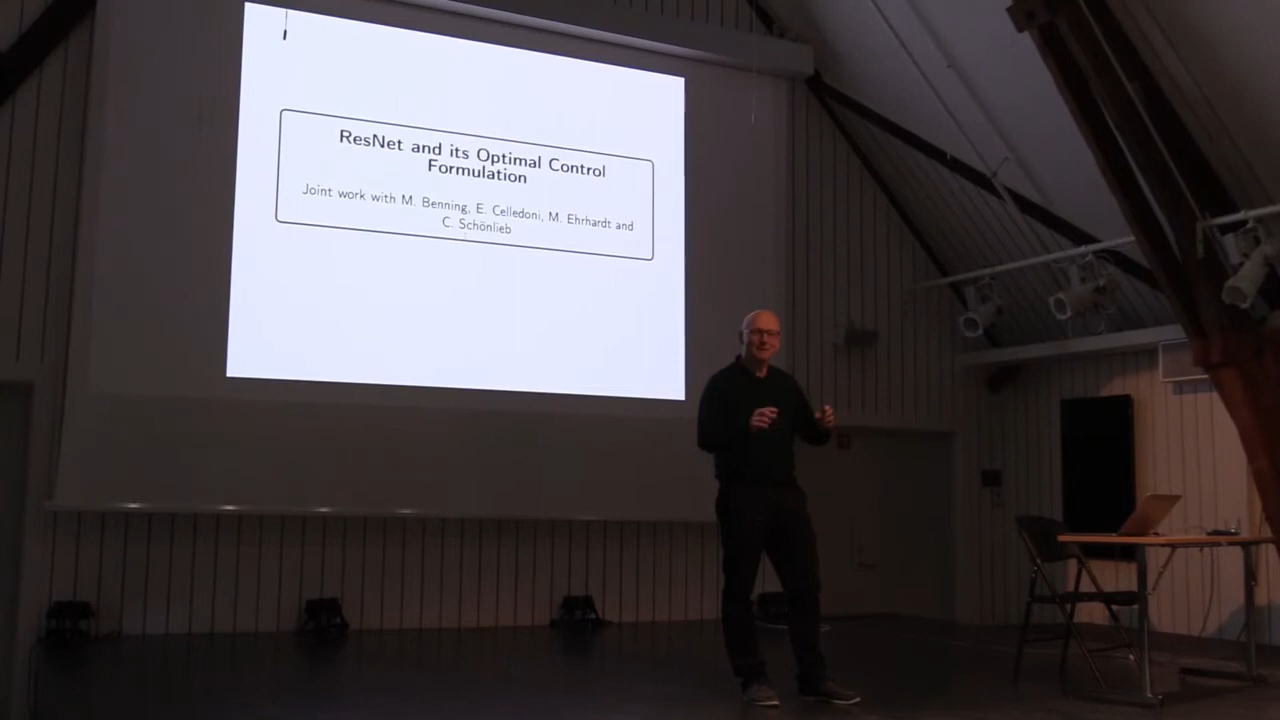 ResNet and its Optimal Control
Formulation
Joint work with M. Benning, E. Celledoni, M. Ehrhardt and
C. Schönlieb